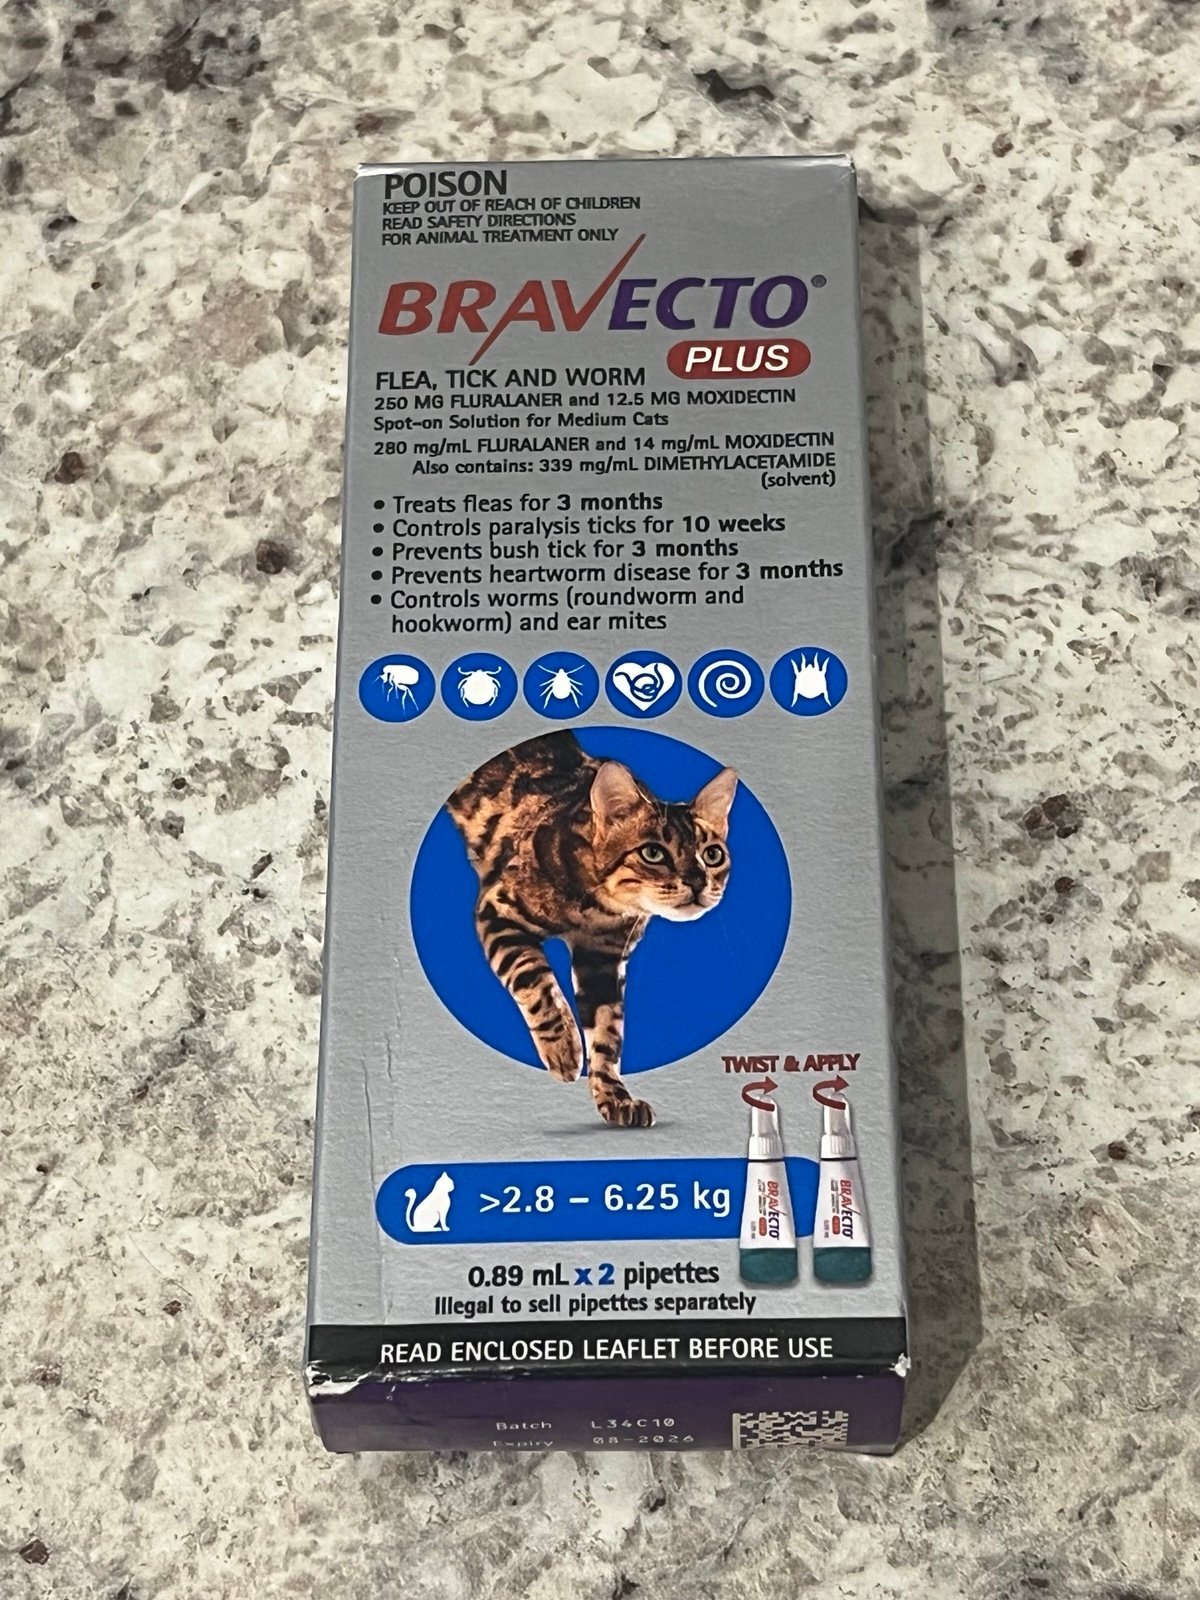 POISON
KEEP OUT OF REACH OF CHILDREN
READ SAFETY DIRECTIONS
FOR ANIMAL TREATMENT ONLY
BRAVECTO®
PLUS
FLEA, TICK AND WORM
250 MG FLURALANER and 12.5 MG MOXIDECTIN
Spot-on Solution for Medium Cats
280 mg/mL FLURALANER and 14 mg/mL MOXIDECTIN
Also contains: 339 mg/mL DIMETHYLACETAMIDE
(solvent)
• Treats fleas for 3 months
• Controls paralysis ticks for 10 weeks
• Prevents bush tick for 3 months
• Prevents heartworm disease for 3 months
• Controls worms (roundworm and
hookworm) and ear mites
TWIST & APPLY
BRAVECTO BRAVECTO
>2.8 – 6.25 kg
0.89 mL x 2 pipettes
Illegal to sell pipettes separately
READ ENCLOSED LEAFLET BEFORE USE
Batch L34C10
Expiry 08-2026